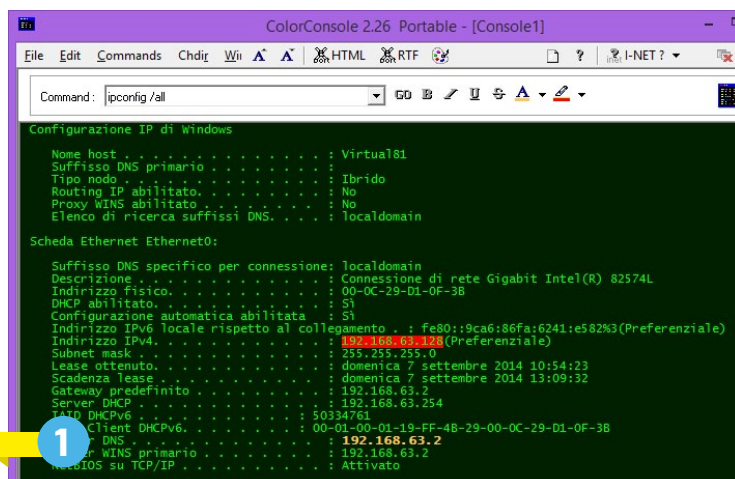 ColorConsole 2.26 Portable - [Console1]
File Edit Commands Chdir Wi A A HTML RTF ? I-NET ?
Command : ipconfig /all GO B I U S A
Configurazione IP di Windows
Nome host . . . . . . . . . . . . . . : Virtual81
Suffisso DNS primario . . . . . . . . :
Tipo nodo . . . . . . . . . . . . . . : Ibrido
Routing IP abilitato. . . . . . . . . : No
Proxy WINS abilitato . . . . . . . . : No
Elenco di ricerca suffissi DNS. . . . : localdomain
Scheda Ethernet Ethernet0:
Suffisso DNS specifico per connessione: localdomain
Descrizione . . . . . . . . . . . . . : Connessione di rete Gigabit Intel(R) 82574L
Indirizzo fisico. . . . . . . . . . . : 00-0C-29-D1-0F-3B
DHCP abilitato. . . . . . . . . . . . : Sì
Configurazione automatica abilitata : Sì
Indirizzo IPv6 locale rispetto al collegamento . : fe80::9ca6:86fa:6241:e582%3(Preferenziale)
Indirizzo IPv4. . . . . . . . . . . . : 192.168.63.128(Preferenziale)
Subnet mask . . . . . . . . . . . . . : 255.255.255.0
Lease ottenuto. . . . . . . . . . . . : domenica 7 settembre 2014 10:54:23
Scadenza lease . . . . . . . . . . . : domenica 7 settembre 2014 13:09:32
Gateway predefinito . . . . . . . . . : 192.168.63.2
Server DHCP . . . . . . . . . . . . . : 192.168.63.254
IAID DHCPv6 . . . . . . . . . . . : 50334761
Client DHCPv6. . . . . . . . : 00-01-00-01-19-FF-4B-29-00-0C-29-D1-0F-3B
DNS . . . . . . . . . . . . . : 192.168.63.2
WINS primario . . . . . . . . : 192.168.63.2
NetBIOS su TCP/IP . . . . . . . . . . : Attivato
1